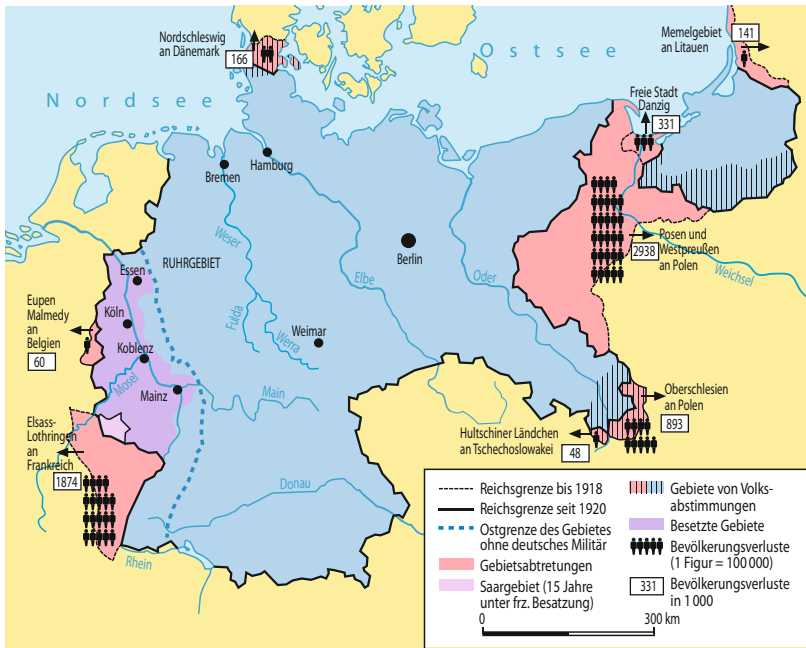 Nordschleswig
an Dänemark
166
Ostsee
Memelgebiet
an Litauen
141
Nordsee
Freie Stadt
Danzig
331
Hamburg
Bremen
Weser
RUHRGEBIET
Berlin
Elbe
Oder
Posen und
Westpreußen
an Polen
2938
Weichsel
Essen
Eupen
Malmedy
an
Belgien
60
Köln
Koblenz
Fulda
Werra
Weimar
Mosel
Mainz
Main
Elsass-
Lothringen
an
Frankreich
1874
Oberschlesien
an Polen
893
Hultschiner Ländchen
an Tschechoslowakei
48
Donau
Rhein
Reichsgrenze bis 1918
Reichsgrenze seit 1920
Ostgrenze des Gebietes
ohne deutsches Militär
Gebietsabtretungen
Saargebiet (15 Jahre
unter frz. Besatzung)
Gebiete von Volks-
abstimmungen
Besetzte Gebiete
Bevölkerungsverluste
(1 Figur = 100 000)
331
Bevölkerungsverluste
in 1 000
0 300 km